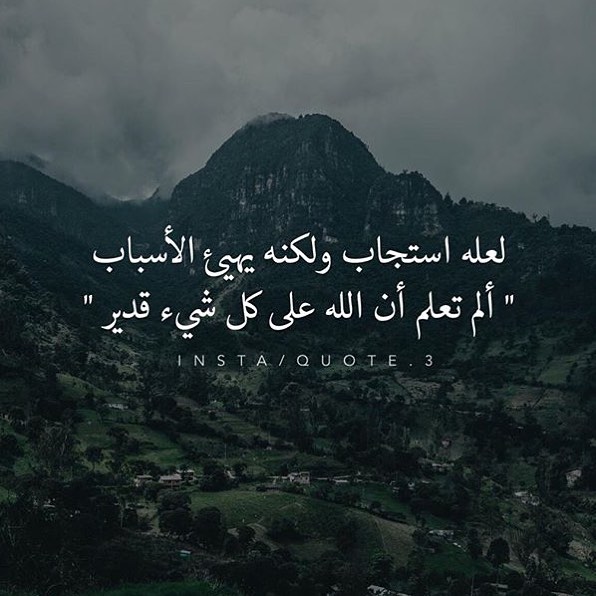 لعله استجاب ولكنه يهيئ الأسباب
" ألم تعلم أن الله على كل شيء قدير "
INSTA/QUOTE.3